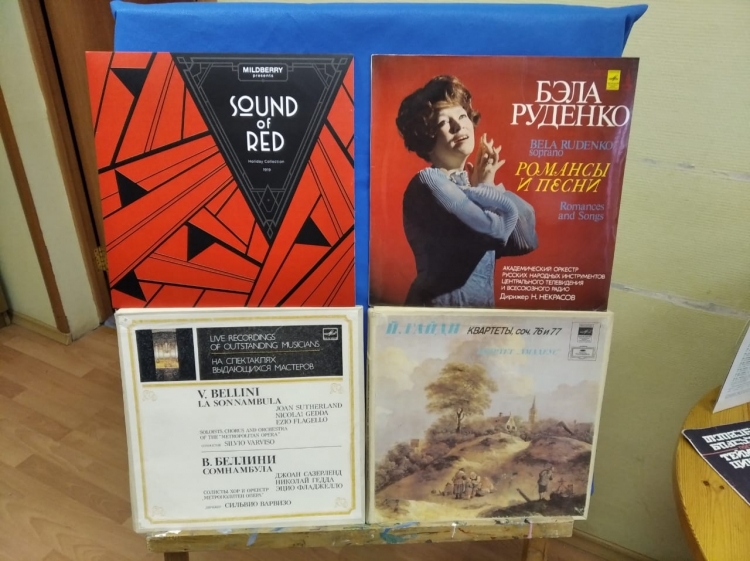 MILDBERRY
presents
SOUND
OF
RED
Holiday Collection
БЭЛА
РУДЕНКО
BELA RUDENKO
soprano
РОМАНСЫ
И ПЕСНИ
Romances
and Songs
АКАДЕМИЧЕСКИЙ ОРКЕСТР
РУССКИХ НАРОДНЫХ ИНСТРУМЕНТОВ
ЦЕНТРАЛЬНОГО ТЕЛЕВИДЕНИЯ
И ВСЕСОЮЗНОГО РАДИО
Дирижер Н. НЕКРАСОВ
LIVE RECORDINGS
OF OUTSTANDING MUSICIANS
НА СПЕКТАКЛЯХ
ВЫДАЮЩИХСЯ МАСТЕРОВ
V. BELLINI
LA SONNAMBULA
JOAN SUTHERLAND
NICOLAI GEDDA
EZIO FLAGELLO
SOLOISTS, CHORUS AND ORCHESTRA
OF THE "METROPOLITAN OPERA"
SILVIO VARVISO
В. БЕЛЛИНИ
СОМНАМБУЛА
ДЖОАН САЗЕРЛЕНД
НИКОЛАЙ ГЕДДА
ЭЦИО ФЛАДЖЕЛЛО
СОЛИСТЫ ХОР И ОРКЕСТР
МЕТРОПОЛИТЕН ОПЕРА
СИЛЬВИО ВАРВИЗО
Й. ГАЙДН КВАРТЕТЫ, СОЧ. 76 И 77